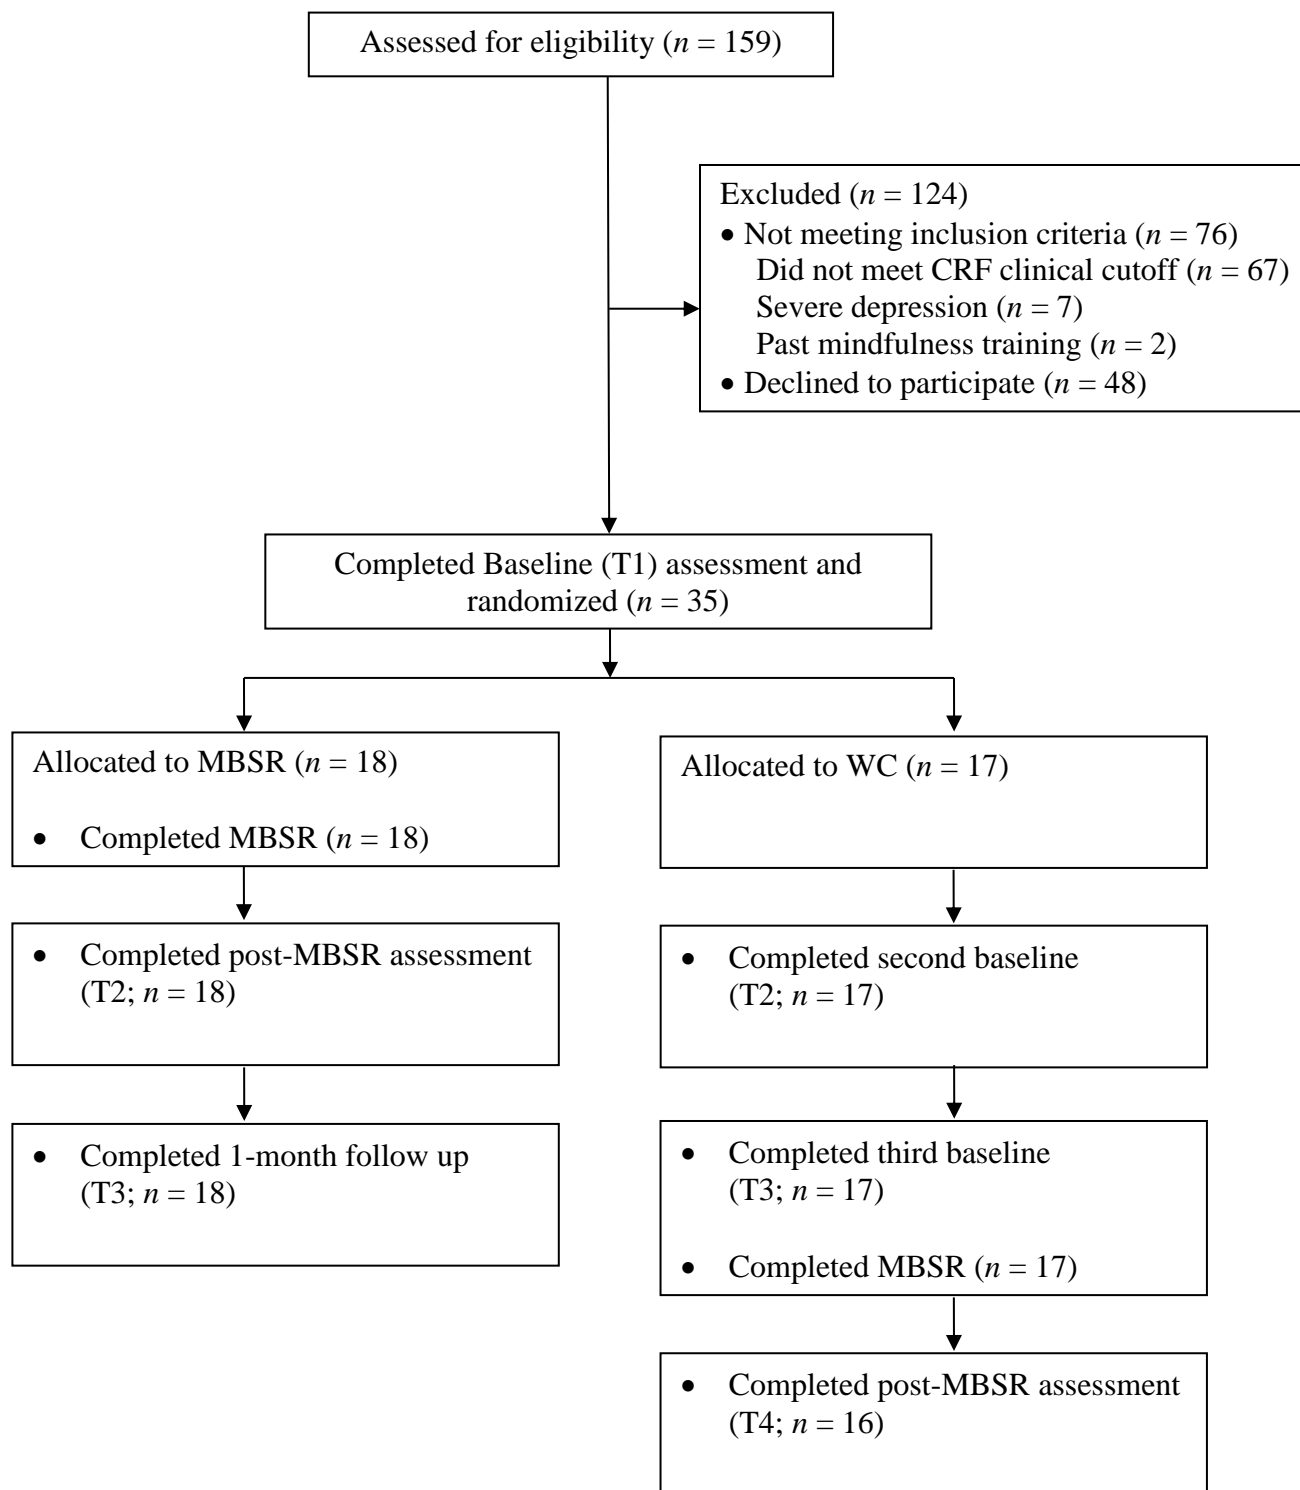 Assessed for eligibility (n = 159)
Excluded (n = 124)
• Not meeting inclusion criteria (n = 76)
Did not meet CRF clinical cutoff (n = 67)
Severe depression (n = 7)
Past mindfulness training (n = 2)
• Declined to participate (n = 48)
Completed Baseline (T1) assessment and
randomized (n = 35)
Allocated to MBSR (n = 18)
• Completed MBSR (n = 18)
Allocated to WC (n = 17)
• Completed post-MBSR assessment
(T2; n = 18)
• Completed second baseline
(T2; n = 17)
• Completed 1-month follow up
(T3; n = 18)
• Completed third baseline
(T3; n = 17)
• Completed MBSR (n = 17)
• Completed post-MBSR assessment
(T4; n = 16)